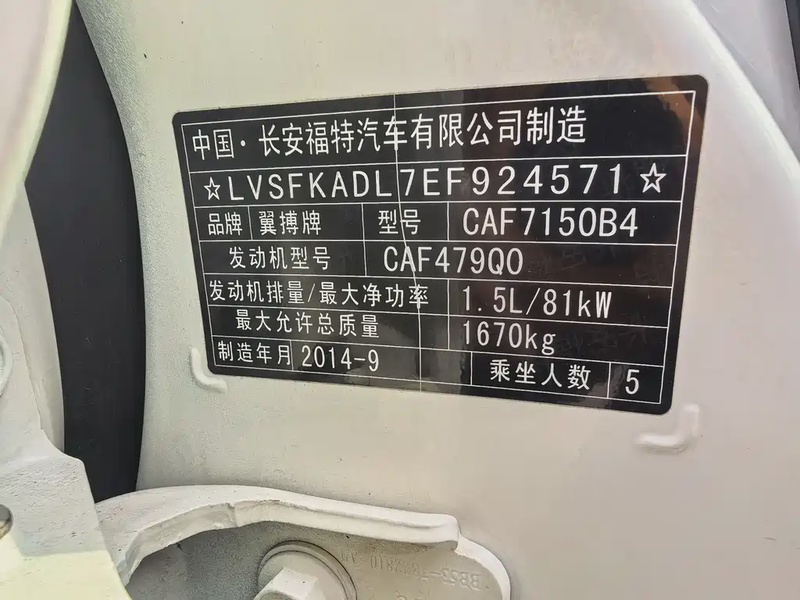 中国·长安福特汽车有限公司制造
☆LVSFKADL7EF924571☆
品牌 翼搏牌 型号 CAF7150B4
发动机型号 CAF479Q0
发动机排量/最大净功率 1.5L/81kW
最大允许总质量 1670kg
制造年月 2014-9 乘坐人数 5